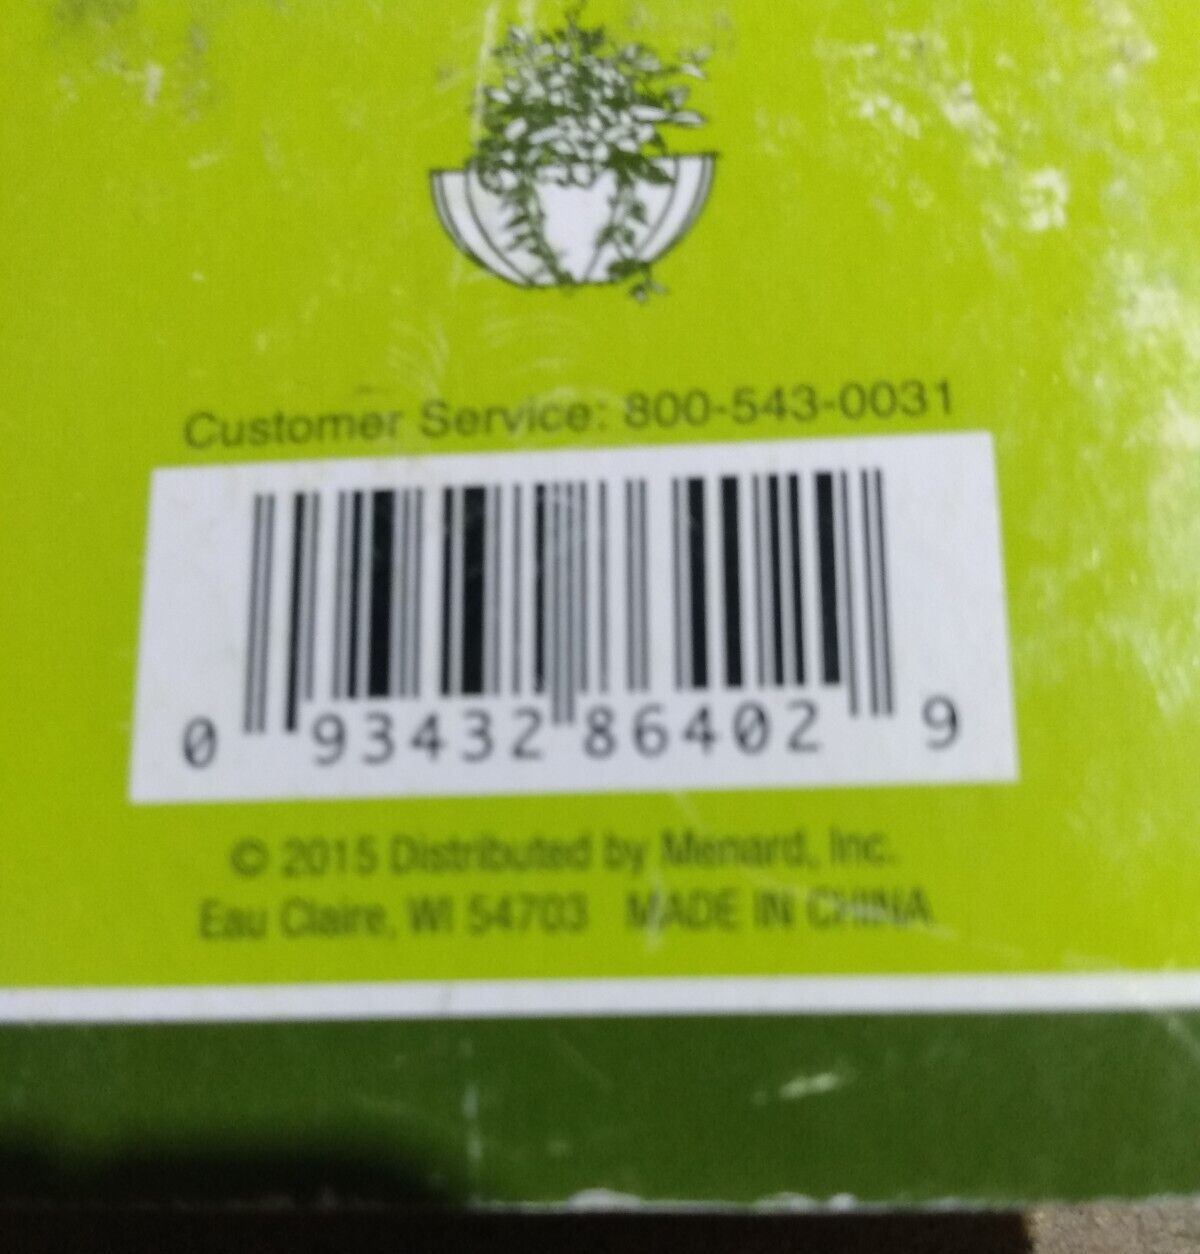 Customer Service: 800-543-0031
0 93432 86402 9
© 2015 Distributed by Menard, Inc.
Eau Claire, WI 54703 MADE IN CHINA